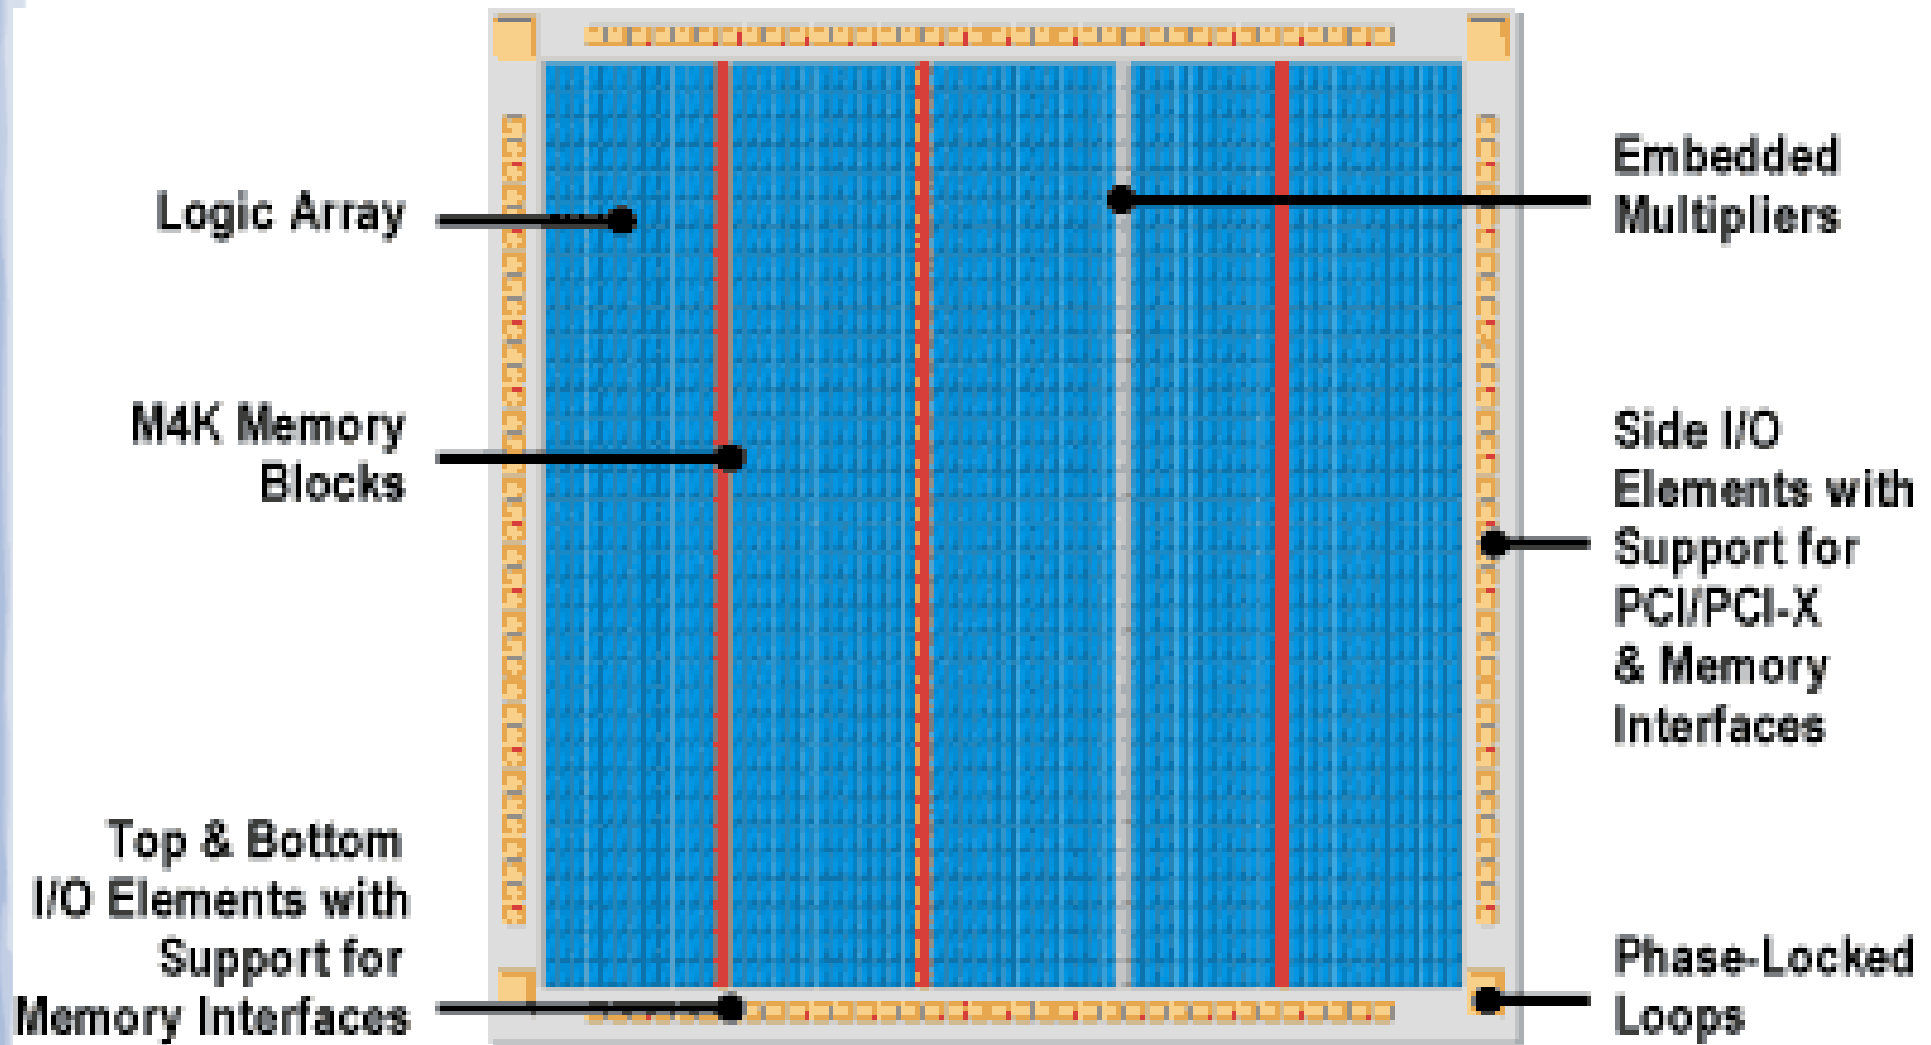 Logic Array
M4K Memory
Blocks
Top & Bottom
I/O Elements with
Support for
Memory Interfaces
Embedded
Multipliers
Side I/O
Elements with
Support for
PCI/PCI-X
& Memory
Interfaces
Phase-Locked
Loops